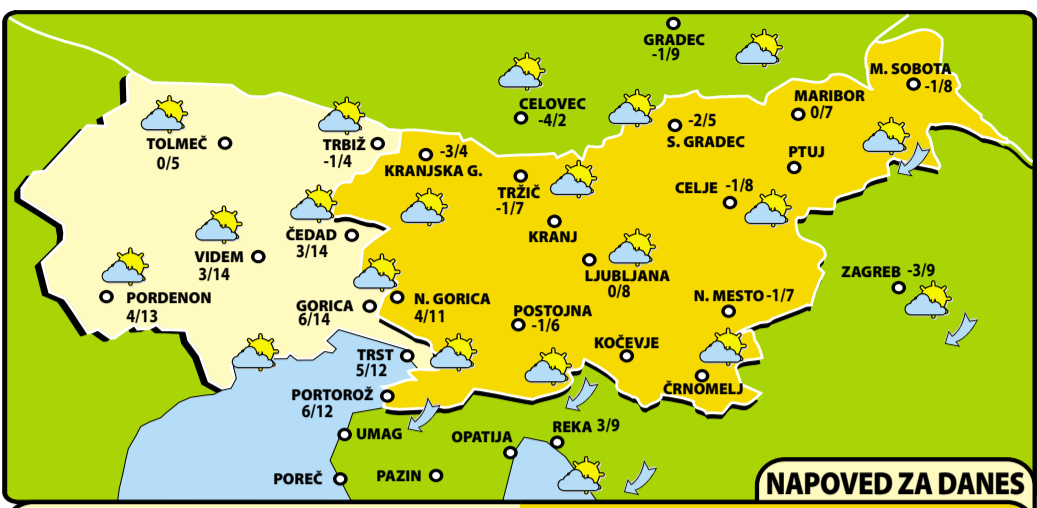 GRADEC
-1/9
M. SOBOTA
-1/8
CELOVEC
-4/2
MARIBOR
0/7
-2/5
S. GRADEC
TOLMEČ
0/5
TRBIŽ
-1/4
-3/4
KRANJSKA G.
PTUJ
TRŽIČ
-1/7
CELJE -1/8
KRANJ
ČEDAD
3/14
VIDEM
3/14
LJUBLJANA
0/8
ZAGREB -3/9
PORDENON
4/13
GORICA
6/14
N. GORICA
4/11
N. MESTO -1/7
POSTOJNA
-1/6
KOČEVJE
TRST
5/12
ČRNOMELJ
PORTOROŽ
6/12
UMAG
OPATIJA
REKA 3/9
POREČ
PAZIN
NAPOVED ZA DANES